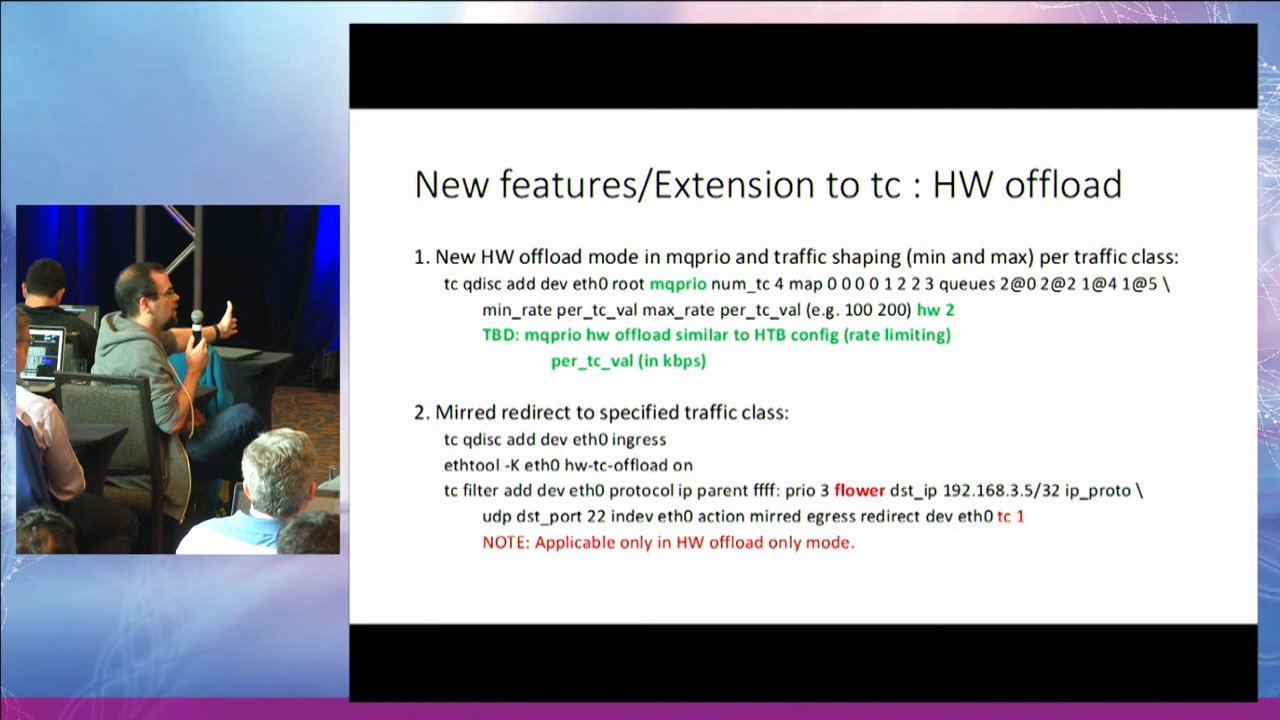 New features/Extension to tc : HW offload
1. New HW offload mode in mqprio and traffic shaping (min and max) per traffic class:
tc qdisc add dev eth0 root mqprio num_tc 4 map 0 0 0 0 1 2 2 3 queues 2@0 2@2 1@4 1@5 \
min_rate per_tc_val max_rate per_tc_val (e.g. 100 200) hw 2
TBD: mqprio hw offload similar to HTB config (rate limiting)
per_tc_val (in kbps)
2. Mirred redirect to specified traffic class:
tc qdisc add dev eth0 ingress
ethtool -K eth0 hw-tc-offload on
tc filter add dev eth0 protocol ip parent ffff: prio 3 flower dst_ip 192.168.3.5/32 ip_proto \
udp dst_port 22 indev eth0 action mirred egress redirect dev eth0 tc 1
NOTE: Applicable only in HW offload only mode.